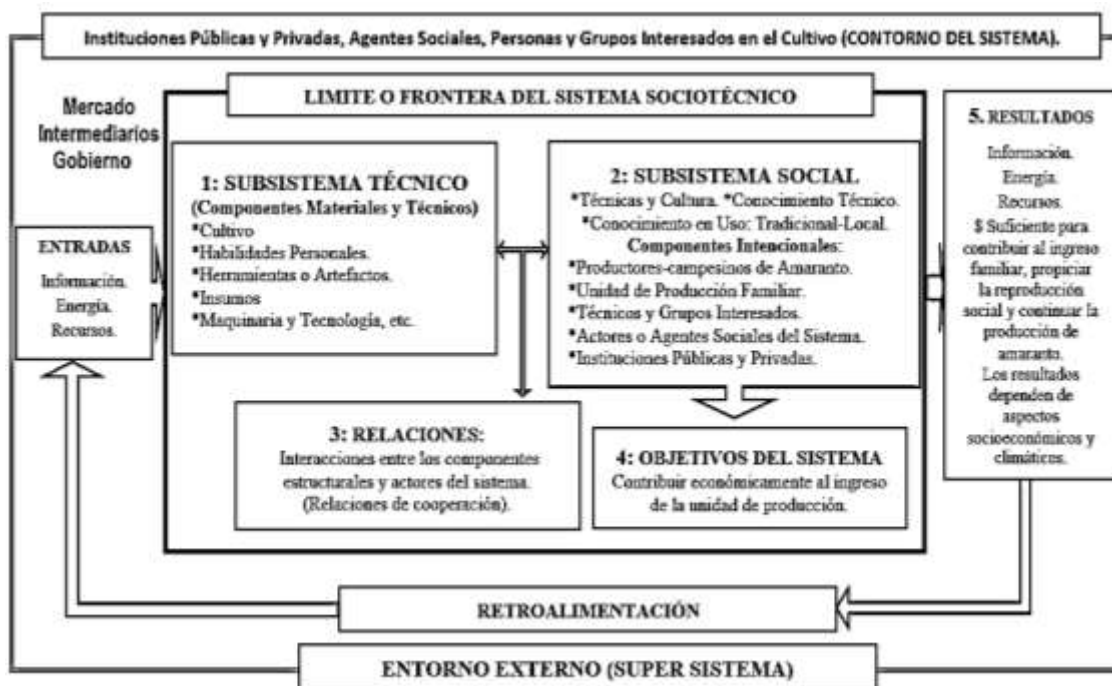 Instituciones Públicas y Privadas, Agentes Sociales, Personas y Grupos Interesados en el Cultivo (CONTORNO DEL SISTEMA).
Mercado
Intermediarios
Gobierno
LIMITE O FRONTERA DEL SISTEMA SOCIOTÉCNICO
ENTRADAS
Información.
Energía.
Recursos.
1: SUBSISTEMA TÉCNICO
(Componentes Materiales y Técnicos)
*Cultivo
*Habilidades Personales.
*Herramientas o Artefactos.
*Insumos
*Maquinaria y Tecnología, etc.
2: SUBSISTEMA SOCIAL
*Técnicas y Cultura. *Conocimiento Técnico.
*Conocimiento en Uso: Tradicional-Local.
Componentes Intencionales:
*Productores-campesinos de Amaranto.
*Unidad de Producción Familiar.
*Técnicos y Grupos Interesados.
*Actores o Agentes Sociales del Sistema.
*Instituciones Públicas y Privadas.
3: RELACIONES:
Interacciones entre los componentes
estructurales y actores del sistema.
(Relaciones de cooperación).
4: OBJETIVOS DEL SISTEMA
Contribuir económicamente al ingreso
de la unidad de producción.
5. RESULTADOS
Información.
Energía.
Recursos.
$ Suficiente para
contribuir al ingreso
familiar, propiciar
la reproducción
social y continuar la
producción de
amaranto.
Los resultados
dependen de
aspectos
socioeconómicos y
climáticos.
RETROALIMENTACIÓN
ENTORNO EXTERNO (SUPER SISTEMA)